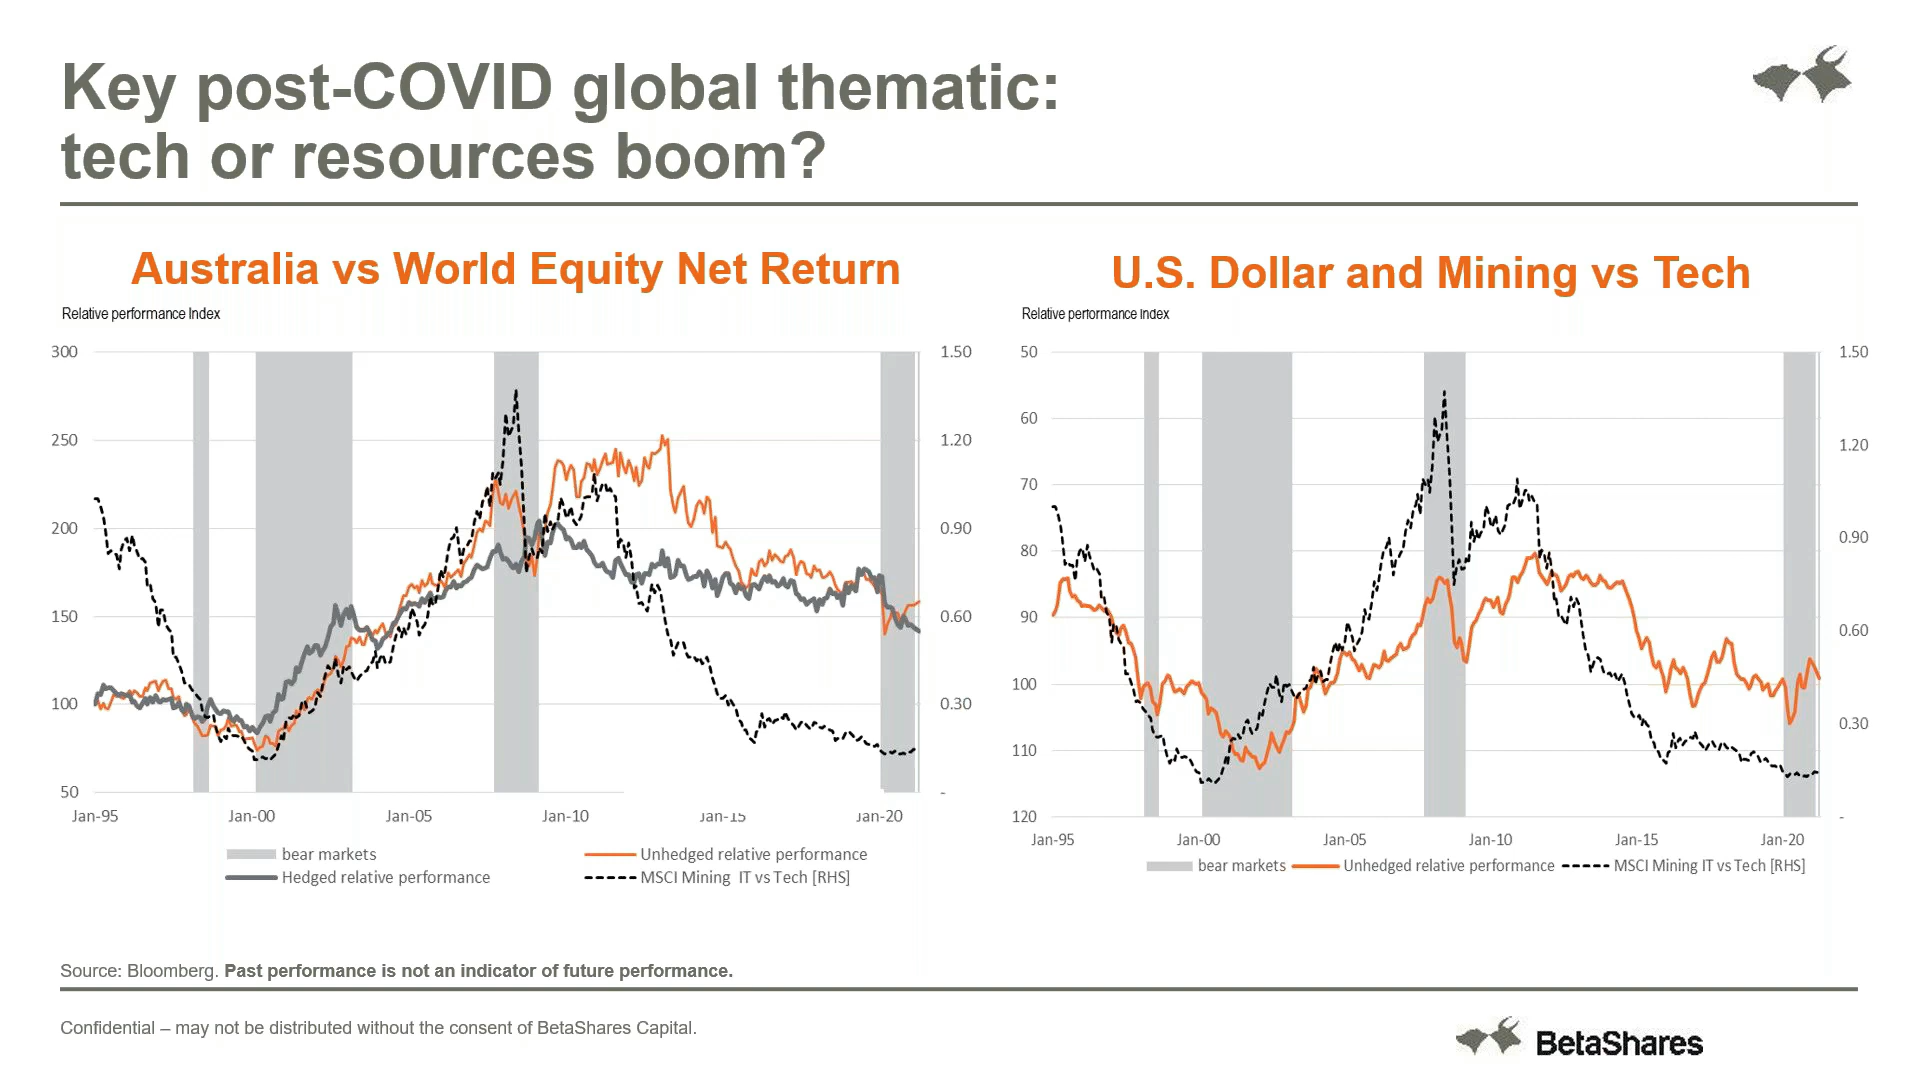 Key post-COVID global thematic:
tech or resources boom?
Australia vs World Equity Net Return
Relative performance Index
300
250
200
150
100
50
1.50
1.20
0.90
0.60
0.30
-
Jan-95 Jan-00 Jan-05 Jan-10 Jan-15 Jan-20
bear markets Unhedged relative performance
Hedged relative performance MSCI Mining IT vs Tech [RHS]
U.S. Dollar and Mining vs Tech
Relative performance Index
50
60
70
80
90
100
110
120
1.50
1.20
0.90
0.60
0.30
-
Jan-95 Jan-00 Jan-05 Jan-10 Jan-15 Jan-20
bear markets Unhedged relative performance MSCI Mining IT vs Tech [RHS]
Source: Bloomberg. Past performance is not an indicator of future performance.
Confidential – may not be distributed without the consent of BetaShares Capital.
BetaShares